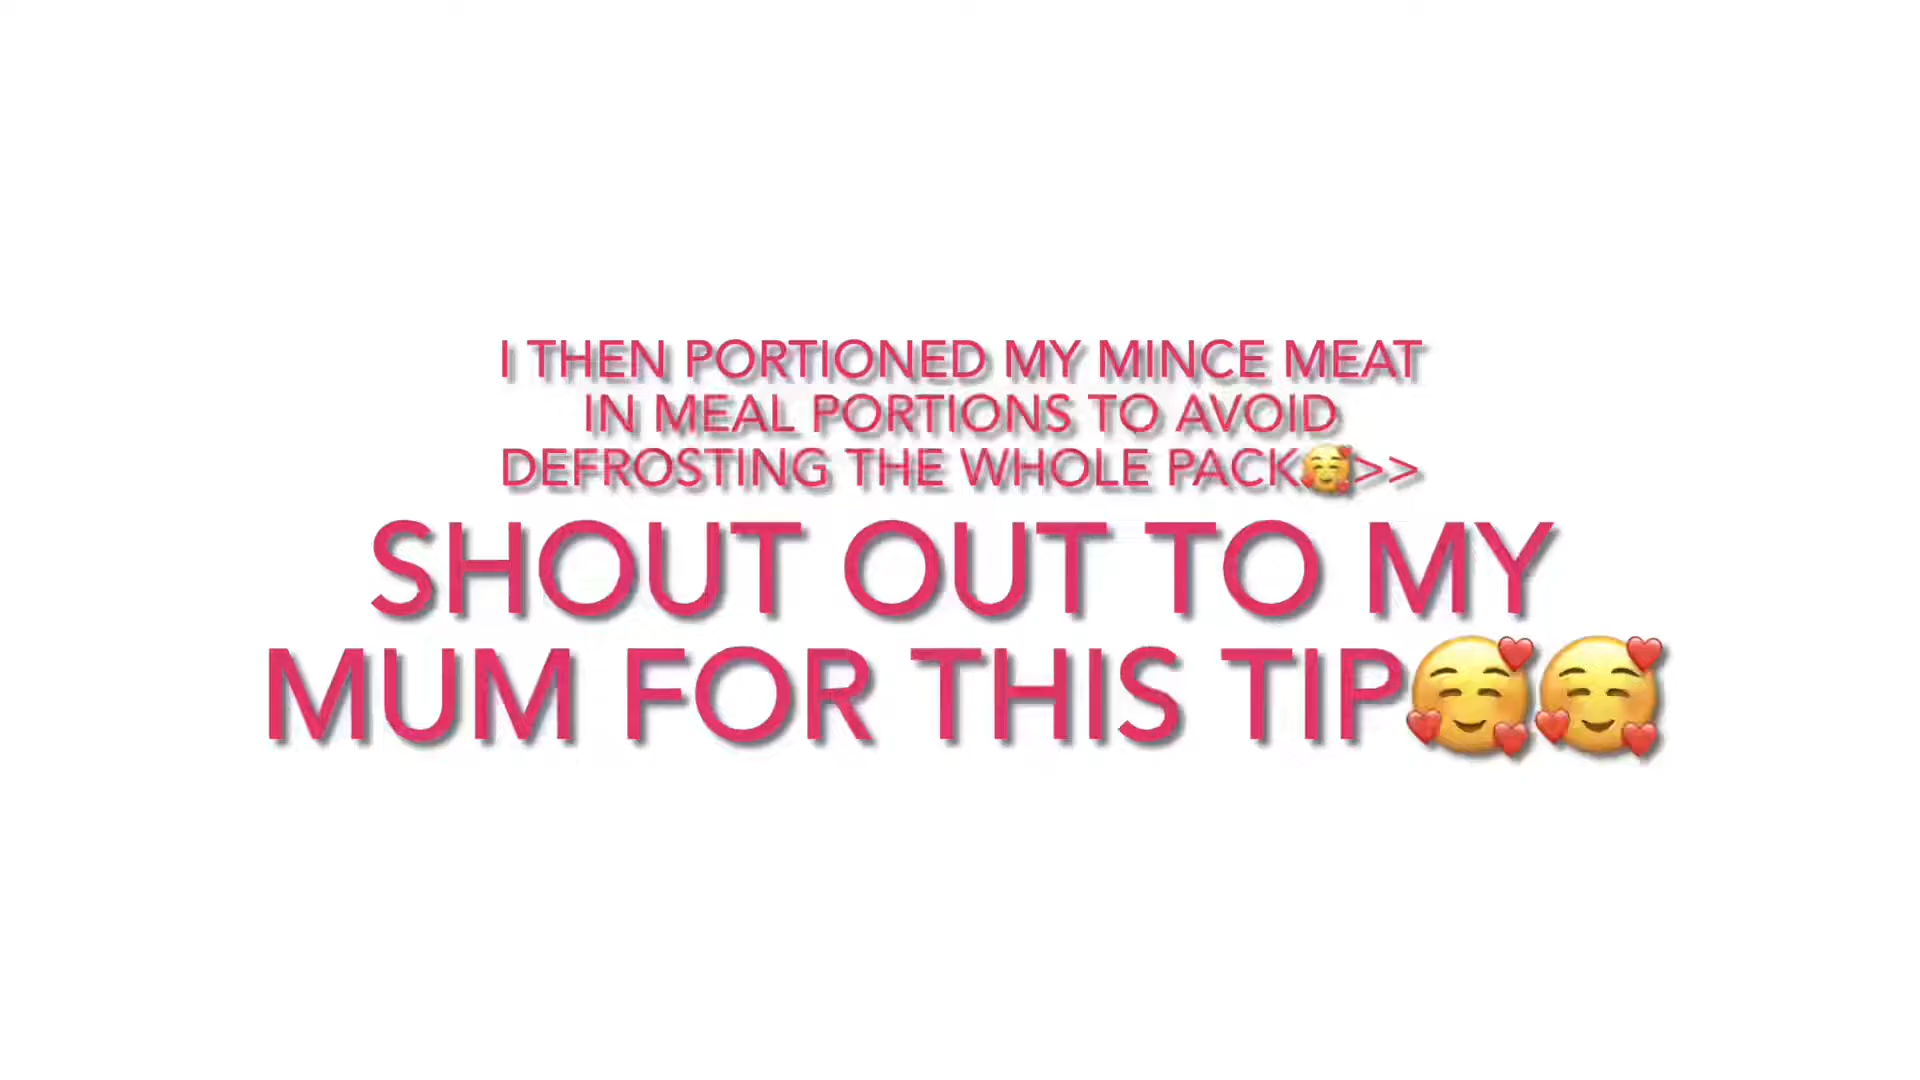 I THEN PORTIONED MY MINCE MEAT
IN MEAL PORTIONS TO AVOID
DEFROSTING THE WHOLE PACK🥰>>
SHOUT OUT TO MY
MUM FOR THIS TIP🥰🥰